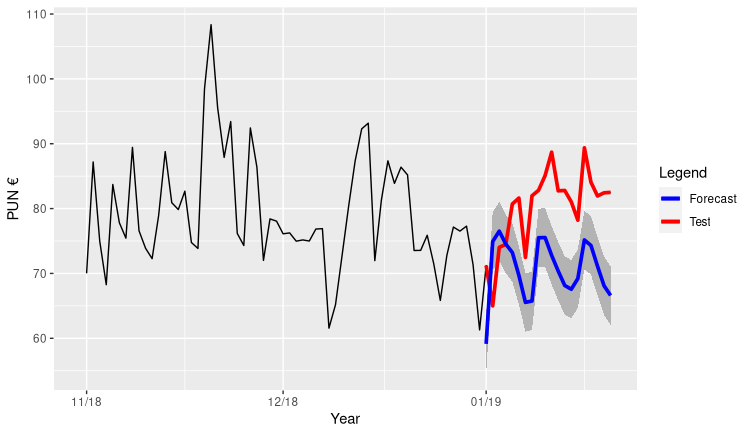 110
100
90
80
70
60
PUN €
11/18
12/18
01/19
Year
Legend
Forecast
Test